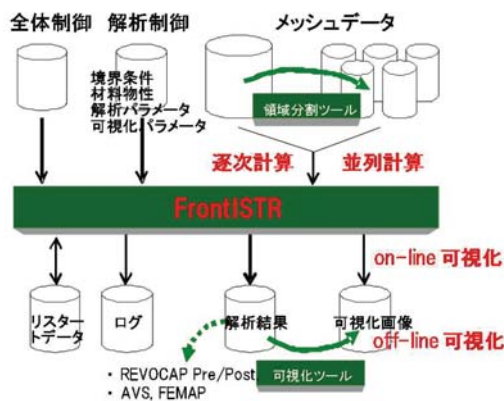 全体制御
解析制御
メッシュデータ
境界条件
材料物性
解析パラメータ
可視化パラメータ
領域分割ツール
逐次計算
並列計算
FrontISTR
on-line 可視化
リスター
トデータ
ログ
解析結果
可視化画像
off-line 可視化
・ REVOCAP Pre/Post,
・ AVS, FEMAP
可視化ツール